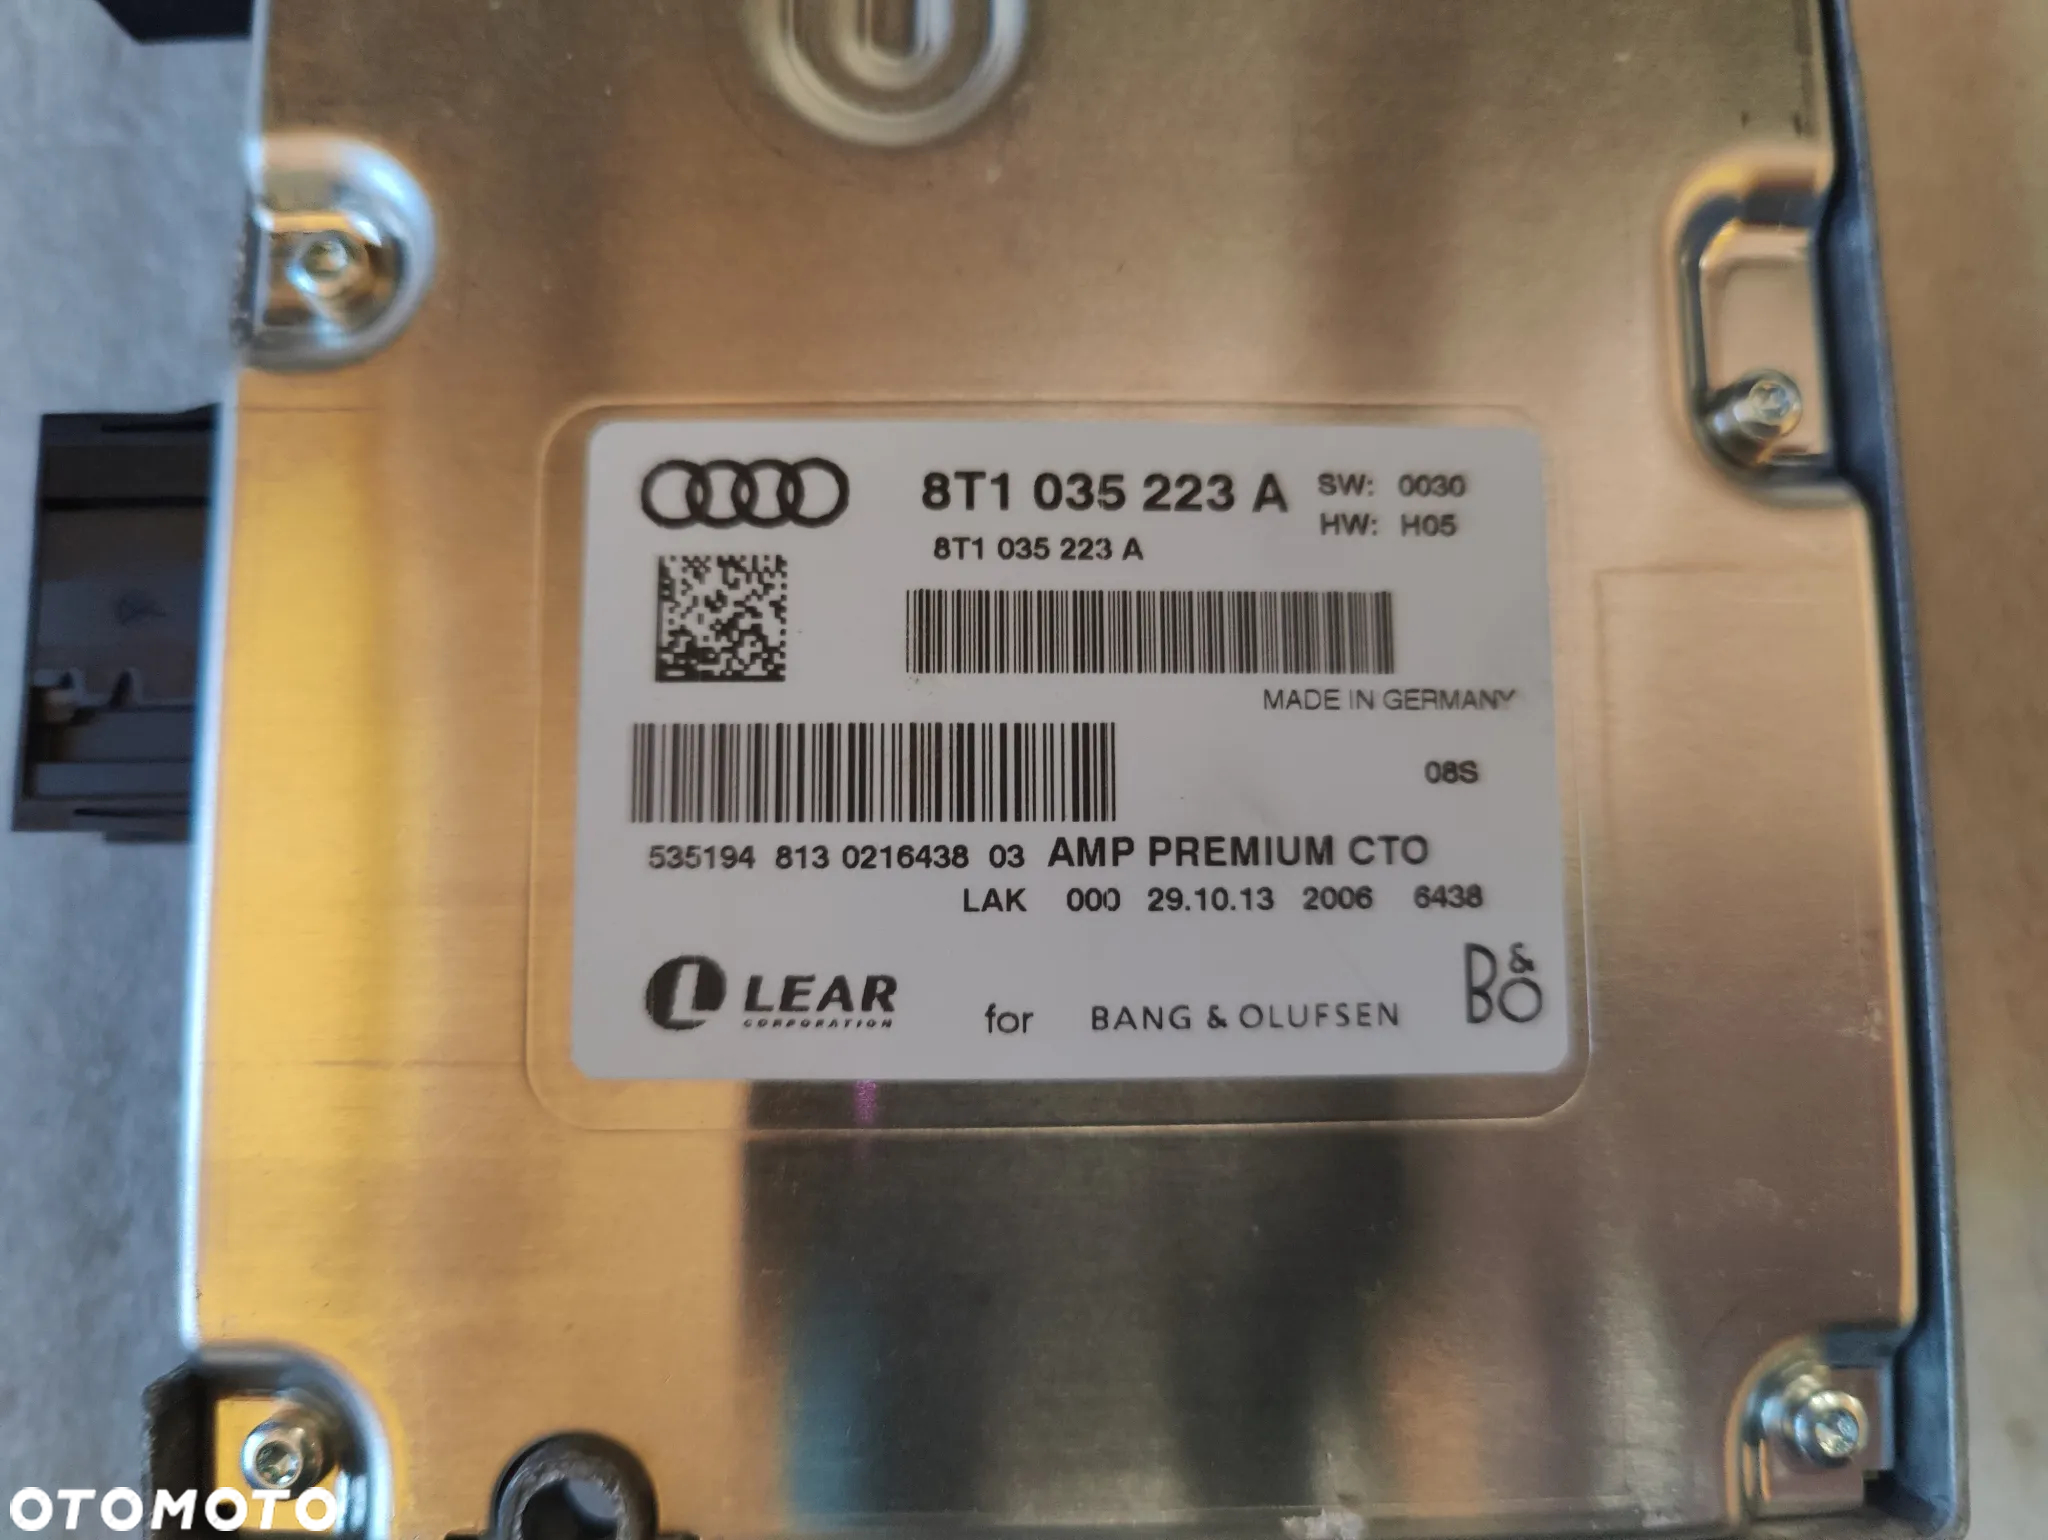 8T1 035 223 A SW: 0030
HW: H05
8T1 035 223 A
MADE IN GERMANY
08S
535194 813 0216438 03 AMP PREMIUM CTO
LAK 000 29.10.13 2006 6438
L LEAR
CORPORATION
for BANG & OLUFSEN B&O
OTOMOTO